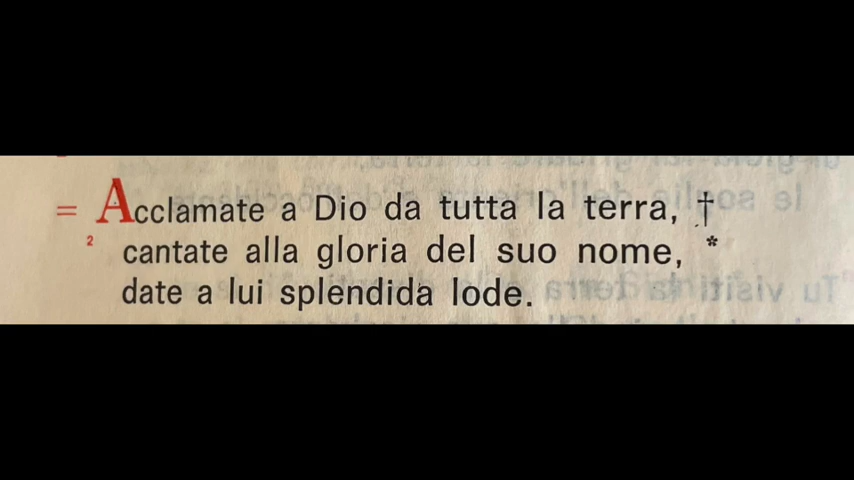 = Acclamate a Dio da tutta la terra, †
2 cantate alla gloria del suo nome, *
date a lui splendida lode.